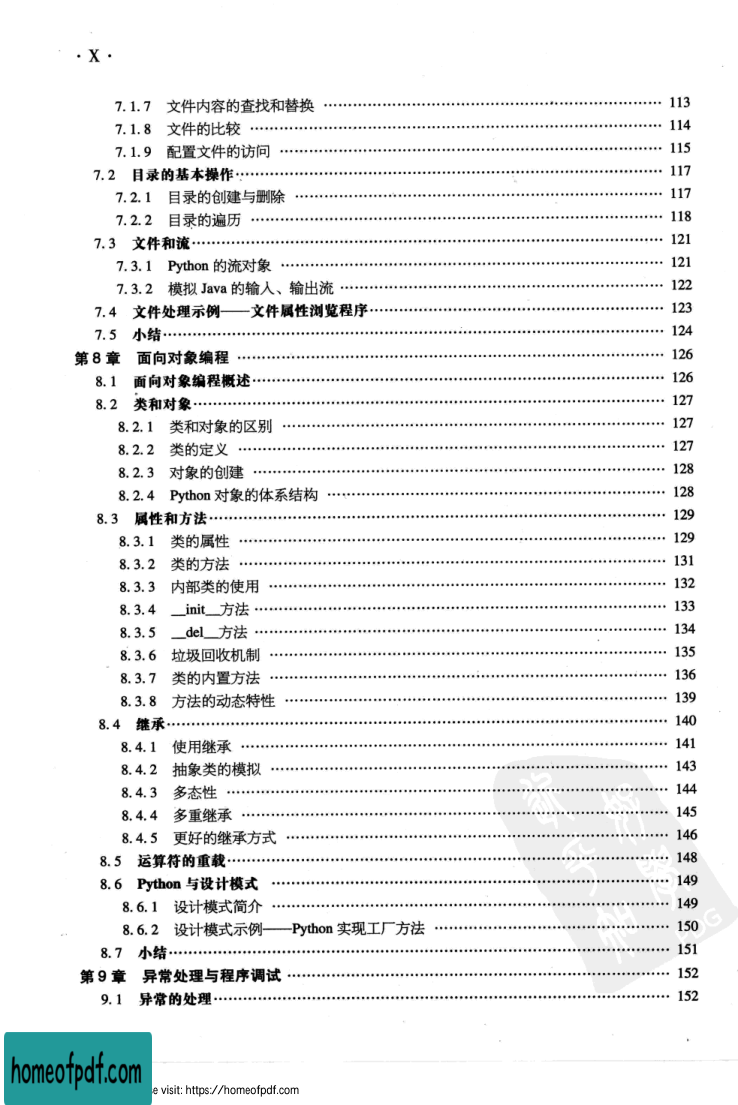 · X ·
7.1.7 文件内容的查找和替换 …… 113
7.1.8 文件的比较 …… 114
7.1.9 配置文件的访问 …… 115
7.2 目录的基本操作 …… 117
7.2.1 目录的创建与删除 …… 117
7.2.2 目录的遍历 …… 118
7.3 文件和流 …… 121
7.3.1 Python 的流对象 …… 121
7.3.2 模拟 Java 的输入、输出流 …… 122
7.4 文件处理示例——文件属性浏览程序 …… 123
7.5 小结 …… 124
第 8 章 面向对象编程 …… 126
8.1 面向对象编程概述 …… 126
8.2 类和对象 …… 127
8.2.1 类和对象的区别 …… 127
8.2.2 类的定义 …… 127
8.2.3 对象的创建 …… 128
8.2.4 Python 对象的体系结构 …… 128
8.3 属性和方法 …… 129
8.3.1 类的属性 …… 129
8.3.2 类的方法 …… 131
8.3.3 内部类的使用 …… 132
8.3.4 __init__方法 …… 133
8.3.5 __del__方法 …… 134
8.3.6 垃圾回收机制 …… 135
8.3.7 类的内置方法 …… 136
8.3.8 方法的动态特性 …… 139
8.4 继承 …… 140
8.4.1 使用继承 …… 141
8.4.2 抽象类的模拟 …… 143
8.4.3 多态性 …… 144
8.4.4 多重继承 …… 145
8.4.5 更好的继承方式 …… 146
8.5 运算符的重载 …… 148
8.6 Python 与设计模式 …… 149
8.6.1 设计模式简介 …… 149
8.6.2 设计模式示例——Python 实现工厂方法 …… 150
8.7 小结 …… 151
第 9 章 异常处理与程序调试 …… 152
9.1 异常的处理 …… 152
homeofpdf.com
e visit: https://homeofpdf.com